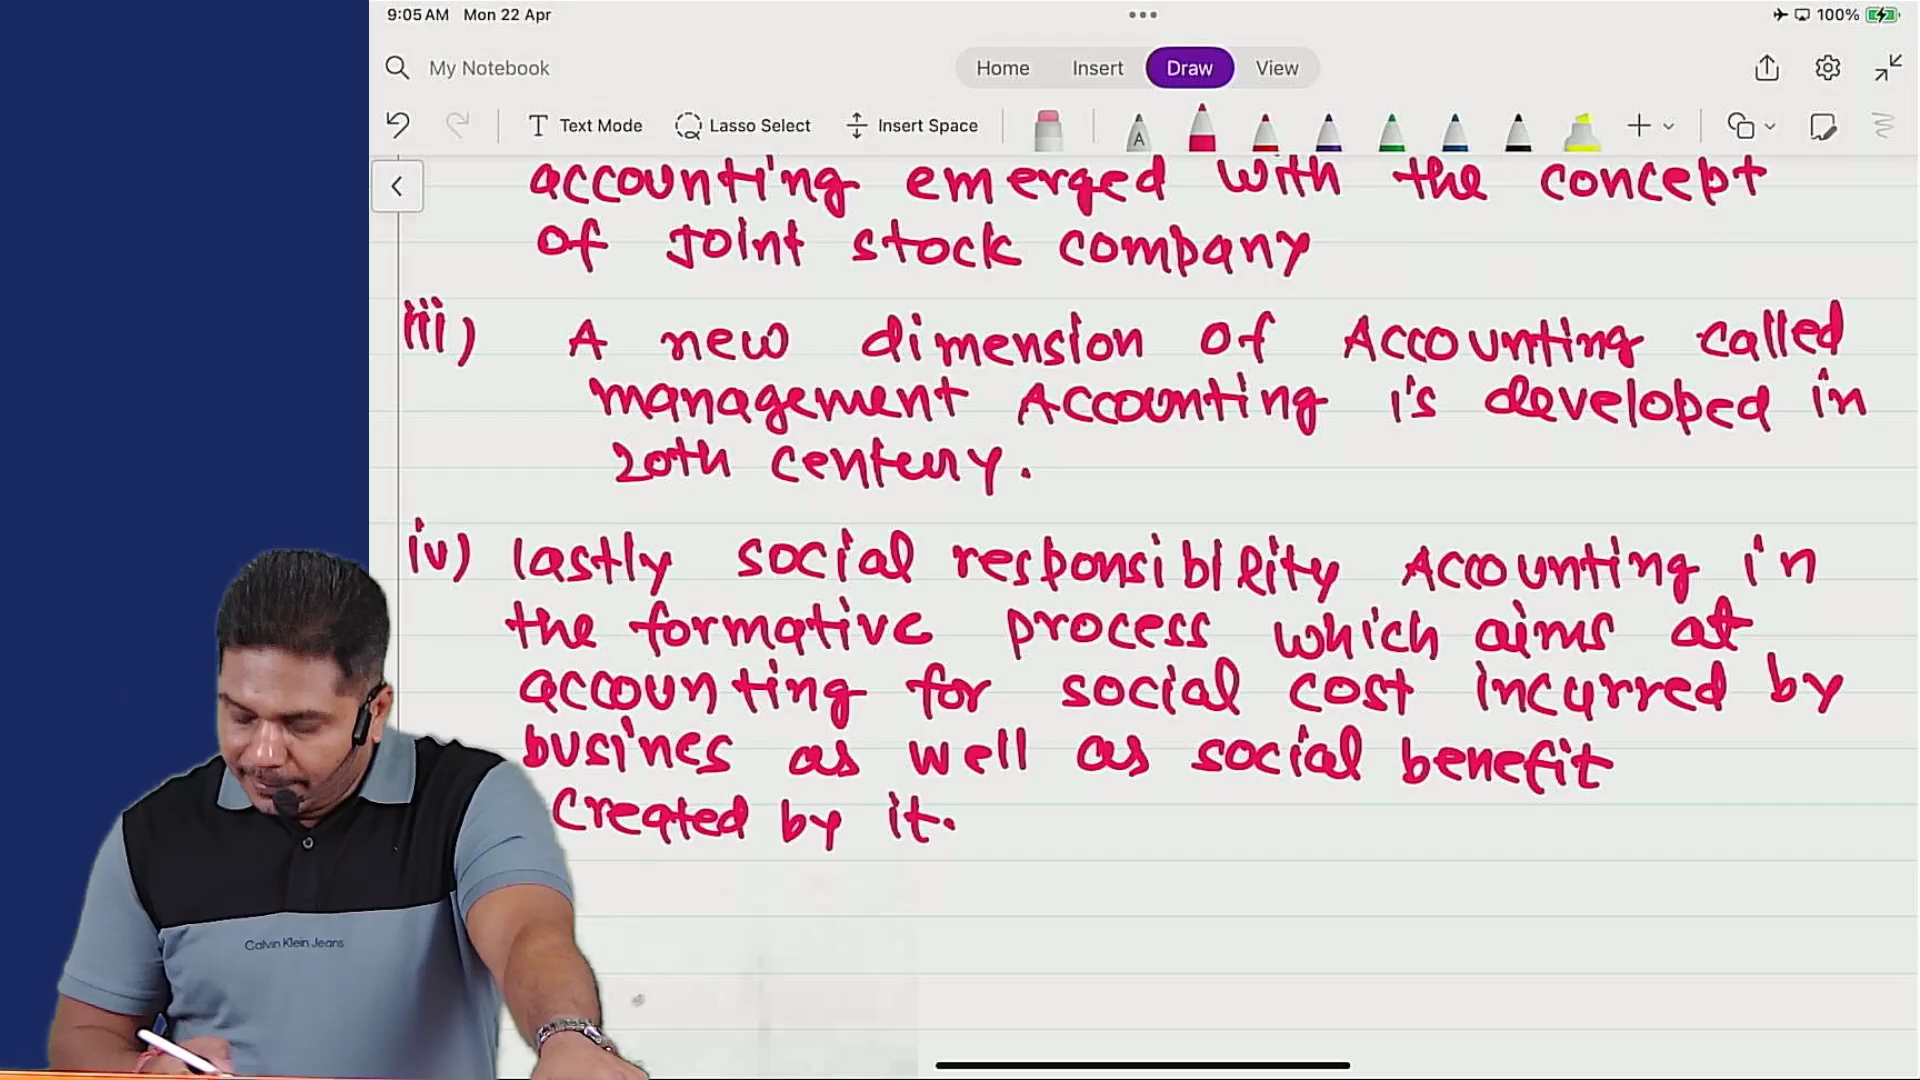 9:05 AM Mon 22 Apr
100%
My Notebook
Home Insert Draw View
Text Mode Lasso Select Insert Space
A
accounting emerged with the concept
of Joint stock company
iii) A new dimension of Accounting called
management Accounting is developed in
20th century.
iv) lastly social responsiblity Accounting in
the formative process which aims at
accounting for social cost incurred by
busines as well as social benefit
created by it.
Calvin Klein Jeans